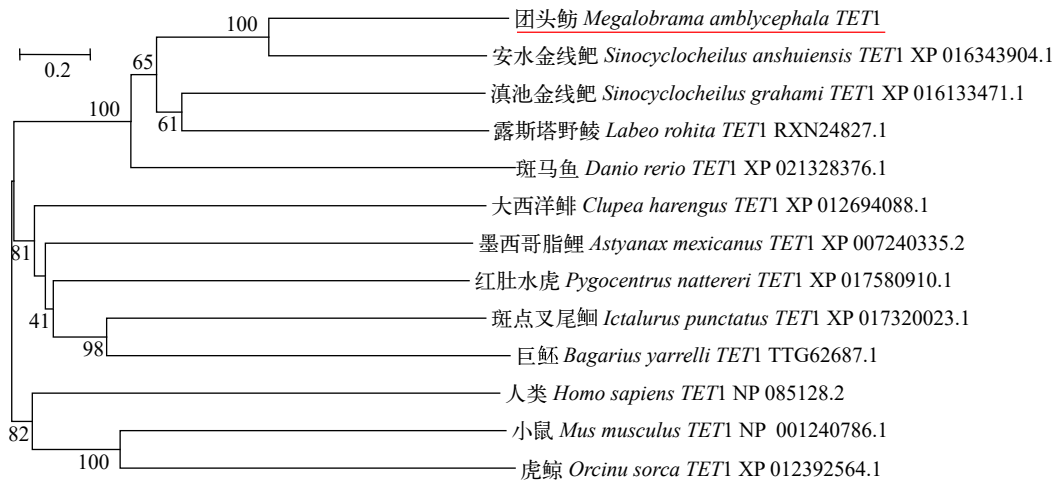 团头鲂 Megalobrama amblycephala TET1
安水金线鲃 Sinocyclocheilus anshuiensis TET1 XP 016343904.1
滇池金线鲃 Sinocyclocheilus grahami TET1 XP 016133471.1
露斯塔野鲮 Labeo rohita TET1 RXN24827.1
斑马鱼 Danio rerio TET1 XP 021328376.1
大西洋鲱 Clupea harengus TET1 XP 012694088.1
墨西哥脂鲤 Astyanax mexicanus TET1 XP 007240335.2
红肚水虎 Pygocentrus nattereri TET1 XP 017580910.1
斑点叉尾鮰 Ictalurus punctatus TET1 XP 017320023.1
巨魾 Bagarius yarrelli TET1 TTG62687.1
人类 Homo sapiens TET1 NP 085128.2
小鼠 Mus musculus TET1 NP 001240786.1
虎鲸 Orcinu sorca TET1 XP 012392564.1
0.2
100
65
61
100
81
41
98
82
100